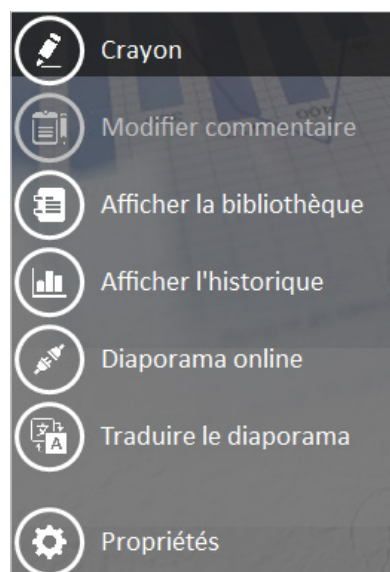 Crayon
Modifier commentaire
Afficher la bibliothèque
Afficher l'historique
Diaporama online
Traduire le diaporama
Propriétés